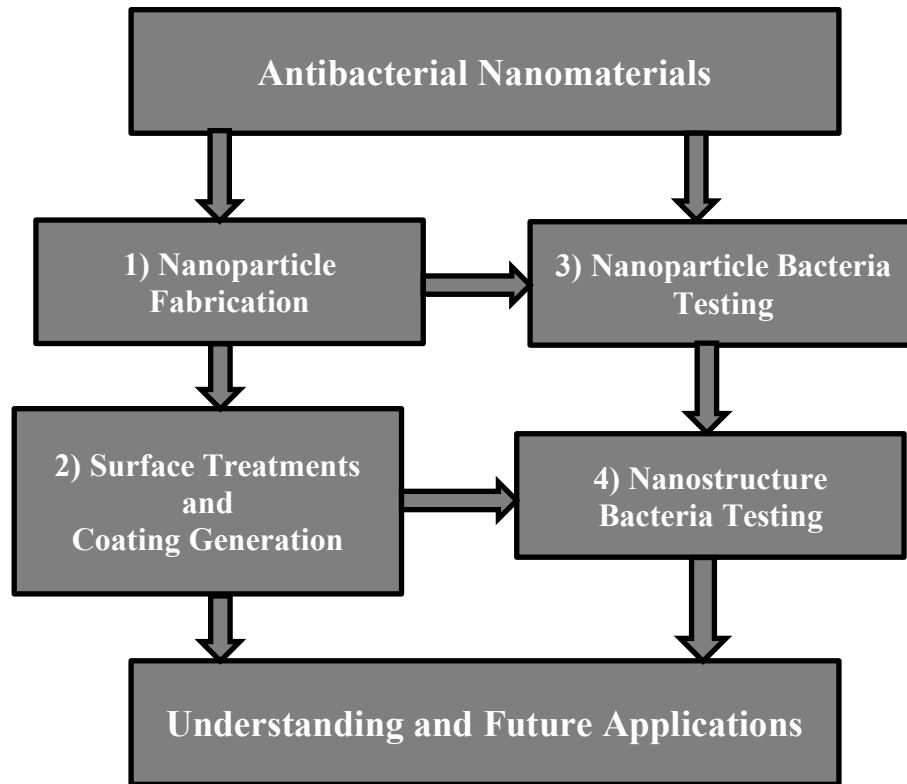 Antibacterial Nanomaterials
1) Nanoparticle
Fabrication
3) Nanoparticle Bacteria
Testing
2) Surface Treatments
and
Coating Generation
4) Nanostructure
Bacteria Testing
Understanding and Future Applications